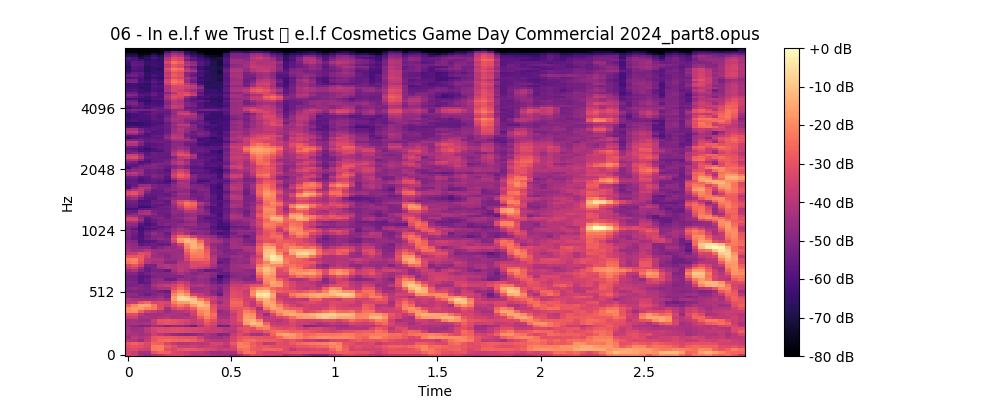 06 - In e.l.f we Trust  e.l.f Cosmetics Game Day Commercial 2024_part8.opus
Hz
4096
2048
1024
512
0
0 0.5 1 1.5 2 2.5
Time
+0 dB
-10 dB
-20 dB
-30 dB
-40 dB
-50 dB
-60 dB
-70 dB
-80 dB